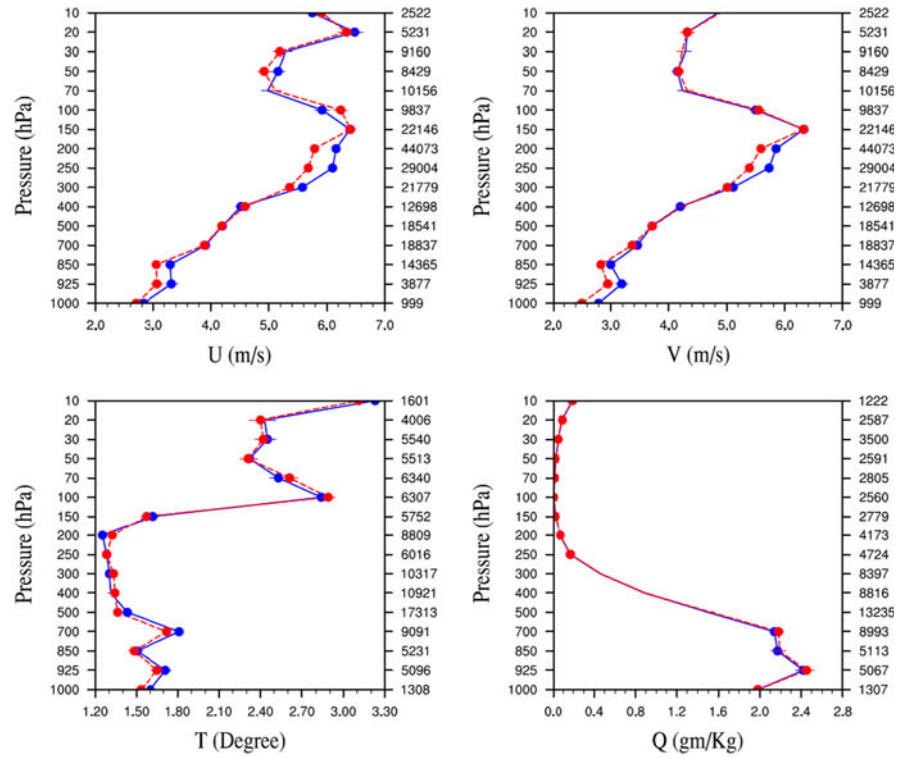 10 2522 10 2522
20 5231 20 5231
30 9160 30 9160
50 8429 50 8429
70 10156 70 10156
100 9837 100 9837
150 22146 150 22146
200 44073 200 44073
250 29004 250 29004
300 21779 300 21779
400 12698 400 12698
500 18541 500 18541
700 18837 700 18837
850 14365 850 14365
925 3877 925 3877
1000 999 1000 999
Pressure (hPa) Pressure (hPa)
2.0 3.0 4.0 5.0 6.0 7.0 2.0 3.0 4.0 5.0 6.0 7.0
U (m/s) V (m/s)
10 1601 10 1222
20 4006 20 2587
30 5540 30 3500
50 5513 50 2591
70 6340 70 2805
100 6307 100 2560
150 5752 150 2779
200 8809 200 4173
250 6016 250 4724
300 10317 300 8397
400 10921 400 8816
500 17313 500 13235
700 9091 700 8993
850 5231 850 5113
925 5096 925 5067
1000 1308 1000 1307
Pressure (hPa) Pressure (hPa)
1.20 1.50 1.80 2.10 2.40 2.70 3.00 3.30 0.0 0.4 0.8 1.2 1.6 2.0 2.4 2.8
T (Degree) Q (gm/Kg)